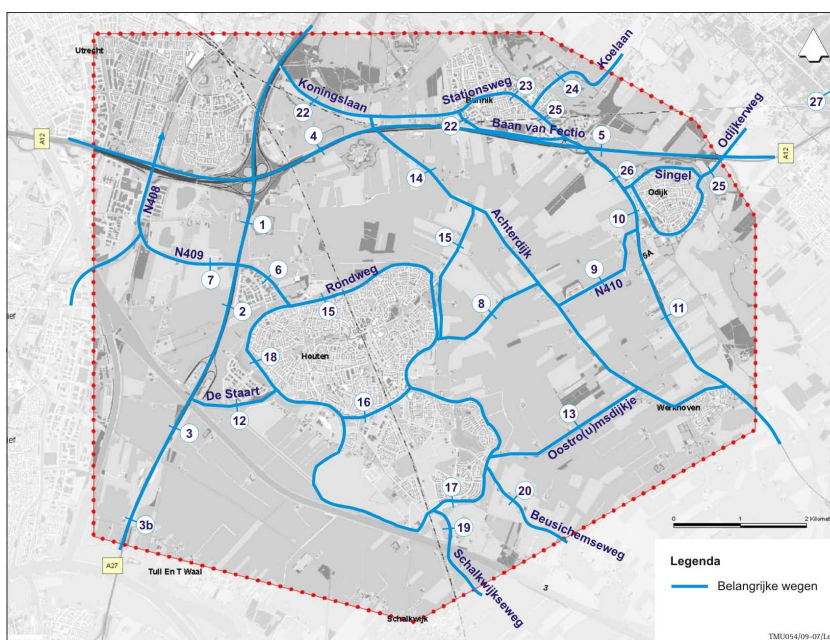 Utrecht
Koelaan
Koningslaan
Stationsweg
23
24
Bunnik
25
27
22
22
4
Baan van Fectio
5
Odijkerweg
A12
A12
14
26
Singel
25
Odijk
N408
10
1
Achterdijk
15
N409
6
7
9
5A
N410
Rondweg
15
2
8
11
Houten
18
De Staart
12
16
13
Oostro(u)msdijkje
Werkhoven
3
17
20
3b
19
Beusichemseweg
0 1 2 Kilomet
A27
Tull En T Waal
Schalkwijkseweg
3
Schalkwijk
Legenda
Belangrijke wegen